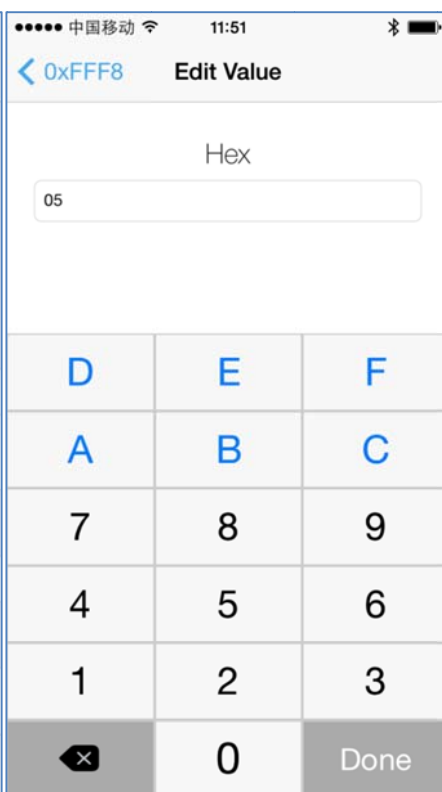 中国移动 11:51
0xFFF8 Edit Value
Hex
05
D E F
A B C
7 8 9
4 5 6
1 2 3
0 Done